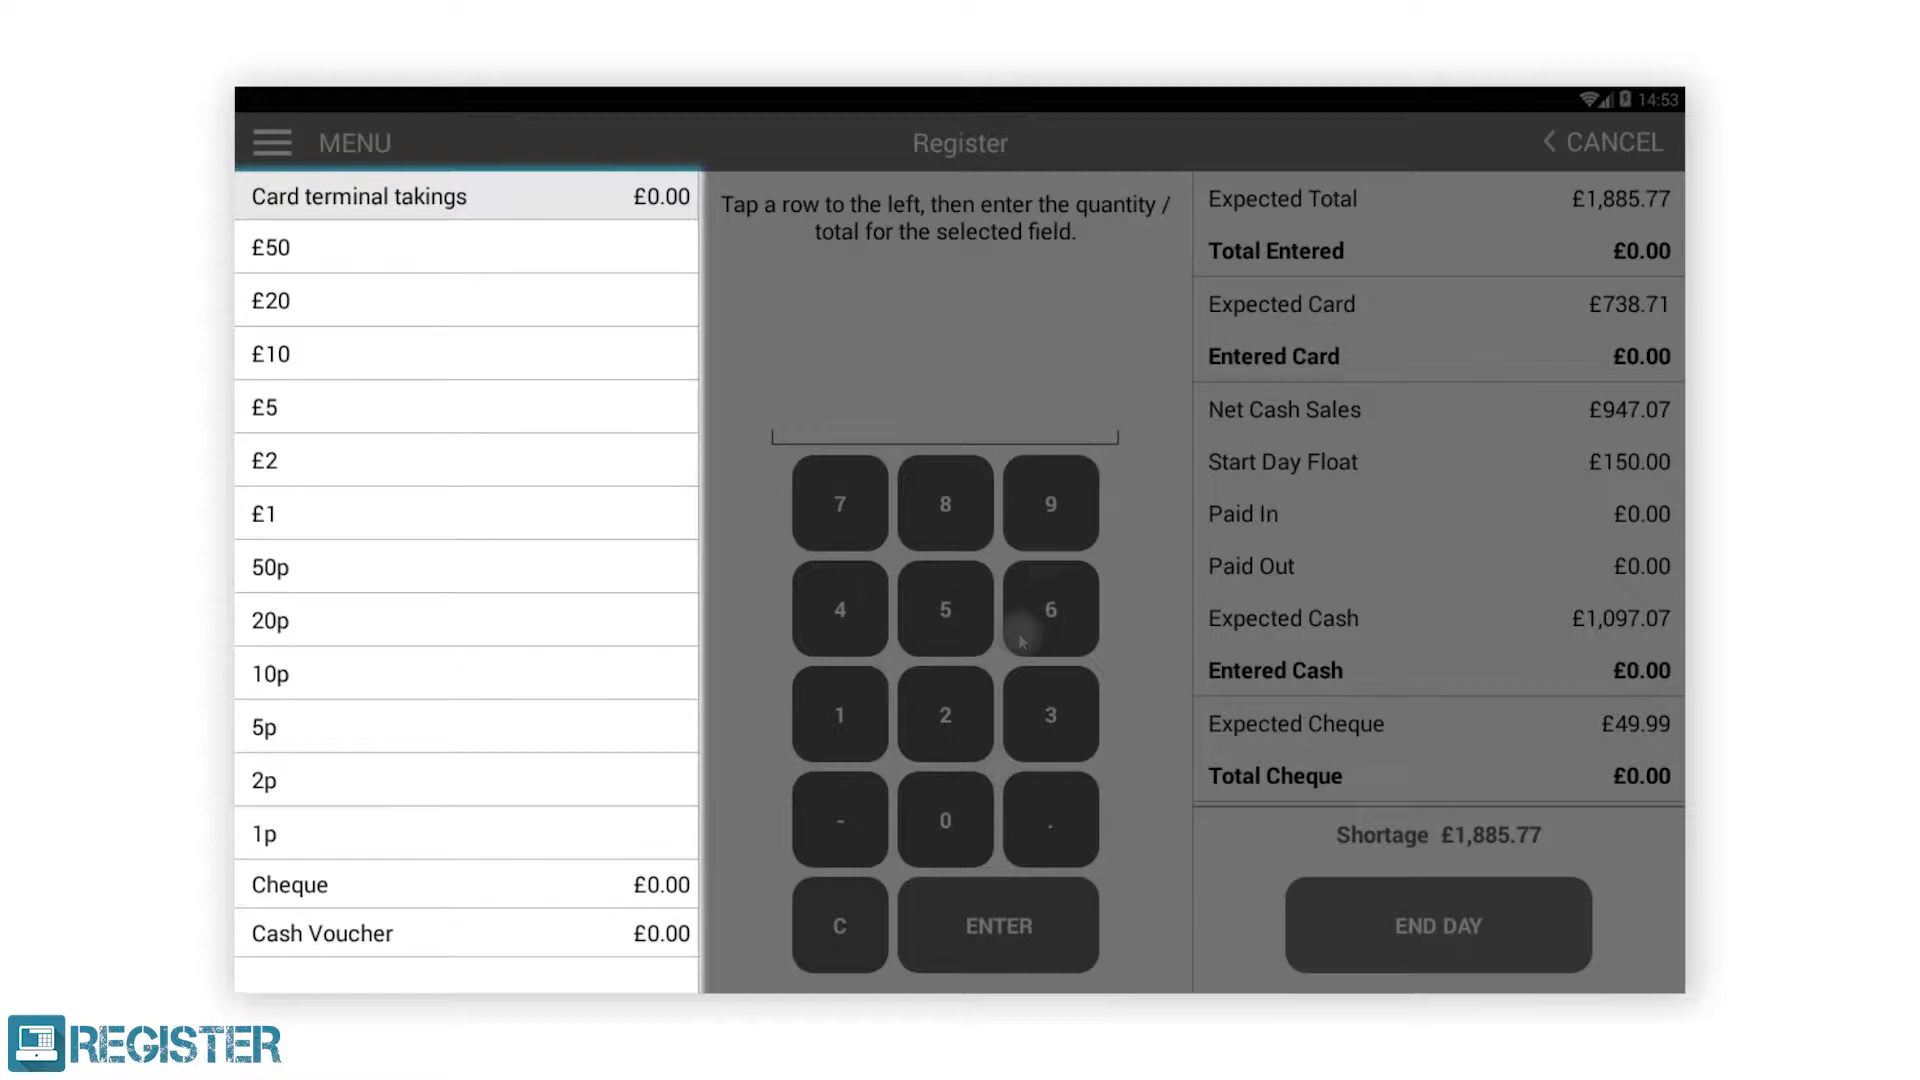 14:53
MENU
Register
CANCEL
Card terminal takings £0.00
£50
£20
£10
£5
£2
£1
50p
20p
10p
5p
2p
1p
Cheque £0.00
Cash Voucher £0.00
Tap a row to the left, then enter the quantity /
total for the selected field.
7 8 9
4 5 6
1 2 3
- 0 .
C ENTER
Expected Total £1,885.77
Total Entered £0.00
Expected Card £738.71
Entered Card £0.00
Net Cash Sales £947.07
Start Day Float £150.00
Paid In £0.00
Paid Out £0.00
Expected Cash £1,097.07
Entered Cash £0.00
Expected Cheque £49.99
Total Cheque £0.00
Shortage £1,885.77
END DAY
REGISTER